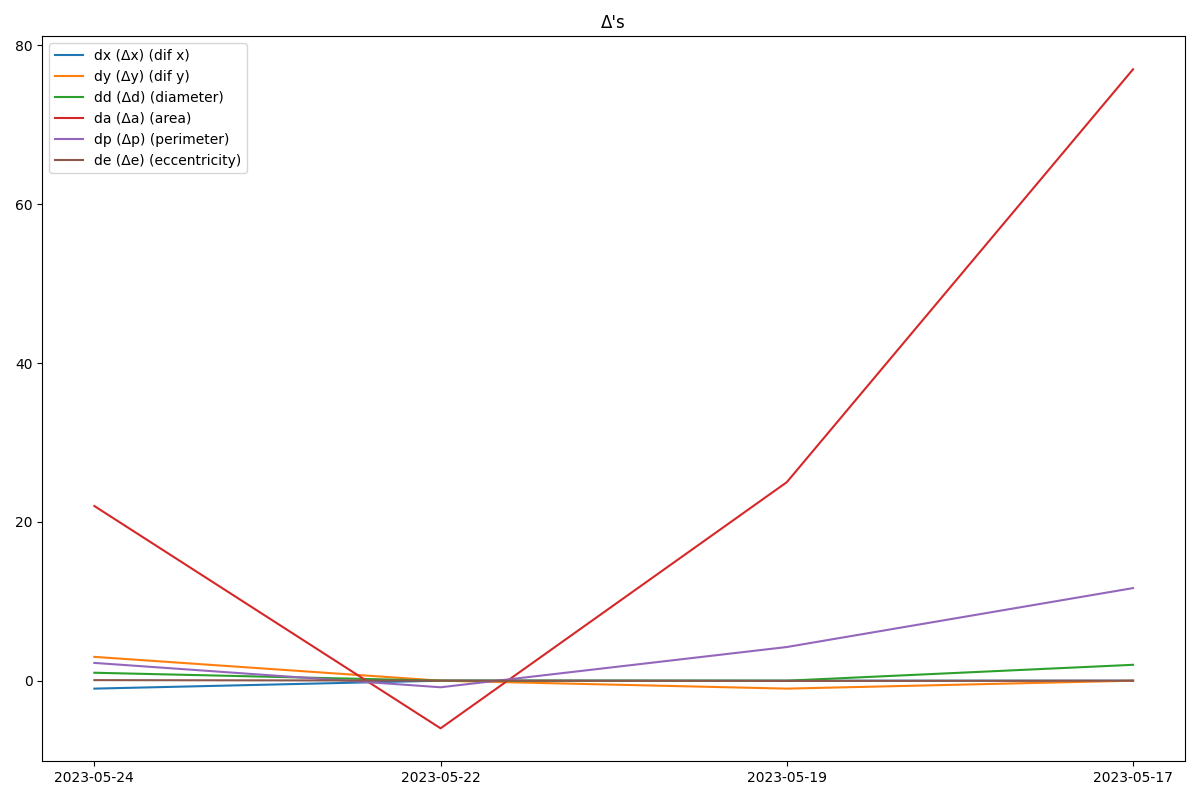 Δ's
80
60
40
20
0
dx (Δx) (dif x)
dy (Δy) (dif y)
dd (Δd) (diameter)
da (Δa) (area)
dp (Δp) (perimeter)
de (Δe) (eccentricity)
2023-05-24 2023-05-22 2023-05-19 2023-05-17